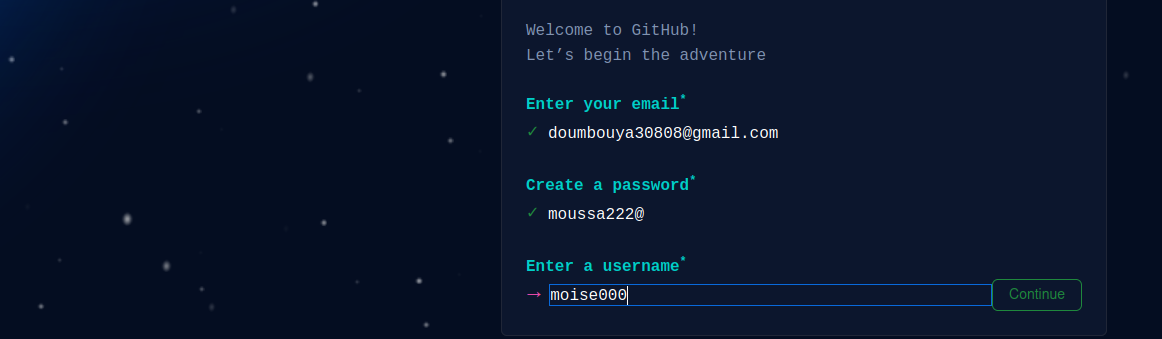 Welcome to GitHub!
Let’s begin the adventure
Enter your email*
✓ doumbouya30808@gmail.com
Create a password*
✓ moussa222@
Enter a username*
→ moise000 Continue